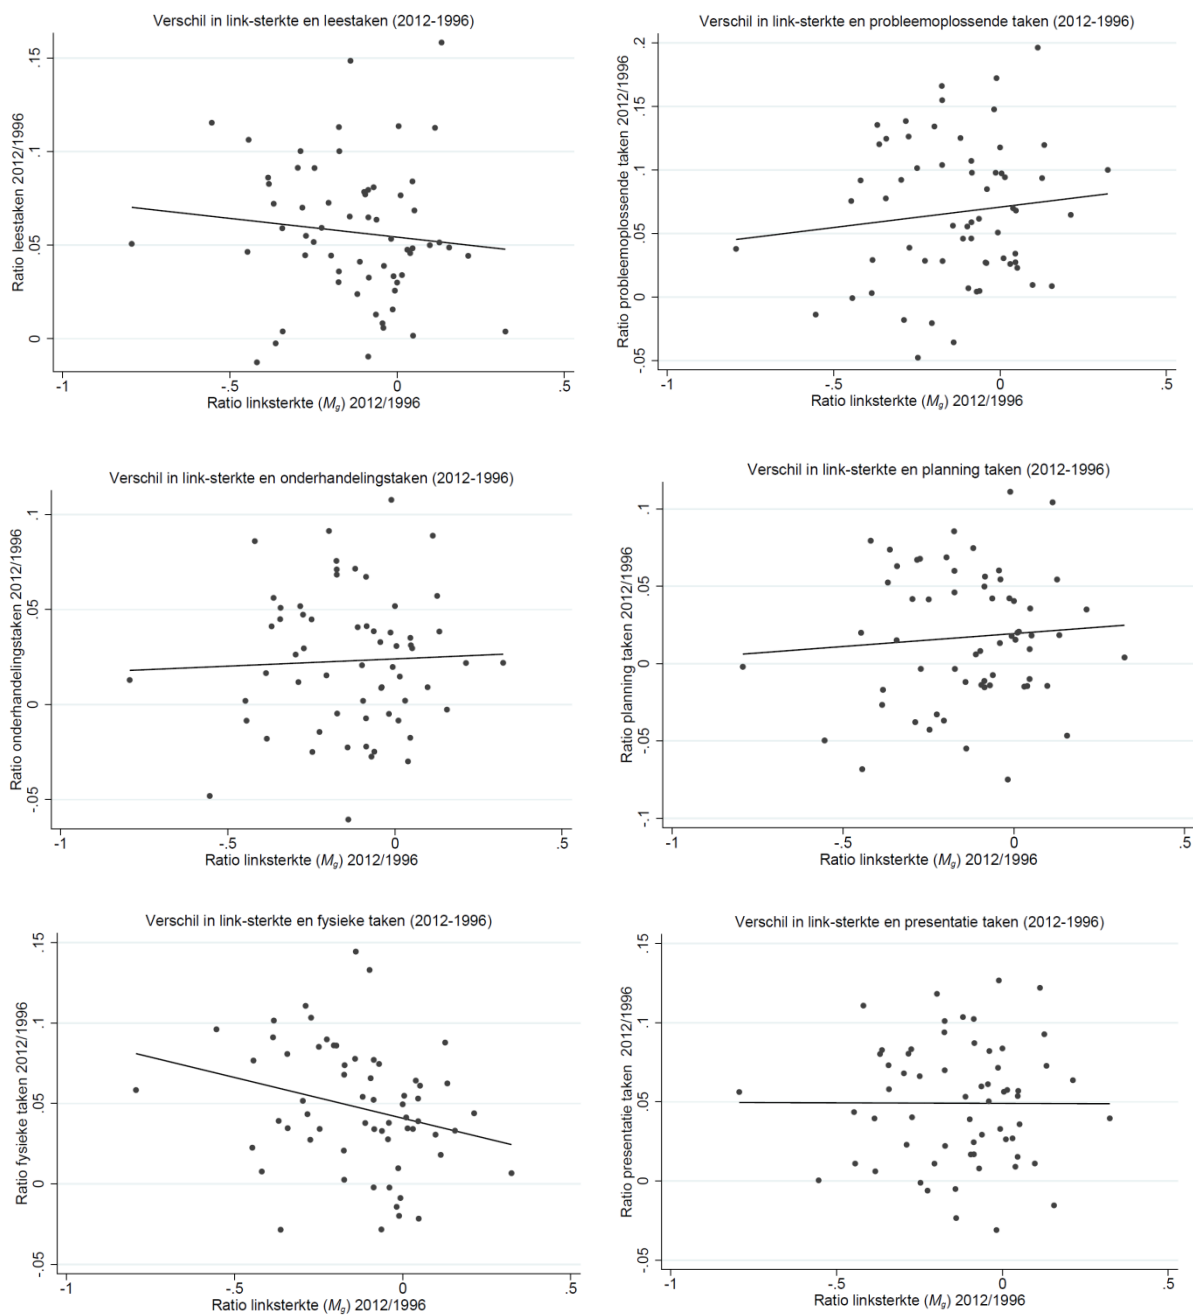 Verschil in link-sterkte en leestaken (2012-1996)
Ratio leestaken 2012/1996
.15
.1
.05
0
-1
-.5
0
.5
Ratio linksterkte (Mg) 2012/1996
Verschil in link-sterkte en probleemoplossende taken (2012-1996)
Ratio probleemoplossende taken 2012/1996
.2
.15
.1
.05
0
-.05
-1
-.5
0
.5
Ratio linksterkte (Mg) 2012/1996
Verschil in link-sterkte en onderhandelingstaken (2012-1996)
Ratio onderhandelingstaken 2012/1996
.1
.05
0
-.05
-1
-.5
0
.5
Ratio linksterkte (Mg) 2012/1996
Verschil in link-sterkte en planning taken (2012-1996)
Ratio planning taken 2012/1996
.1
.05
0
-.05
-.1
-1
-.5
0
.5
Ratio linksterkte (Mg) 2012/1996
Verschil in link-sterkte en fysieke taken (2012-1996)
Ratio fysieke taken 2012/1996
.15
.1
.05
0
-.05
-1
-.5
0
.5
Ratio linksterkte (Mg) 2012/1996
Verschil in link-sterkte en presentatie taken (2012-1996)
Ratio presentatie taken 2012/1996
.15
.1
.05
0
-.05
-1
-.5
0
.5
Ratio linksterkte (Mg) 2012/1996